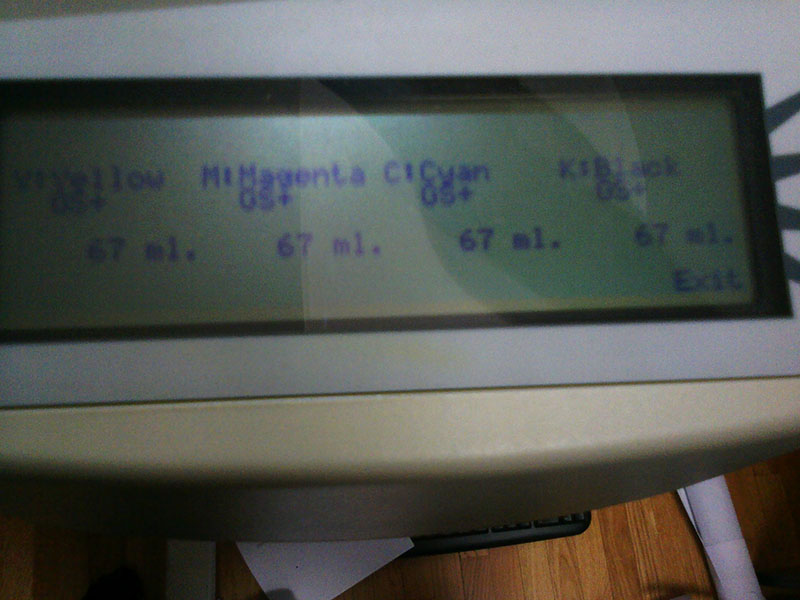 Y:Yellow M:Magenta C:Cyan K:Black
GS+ GS+ GS+ GS+
67 ml. 67 ml. 67 ml. 67 ml.
Exit